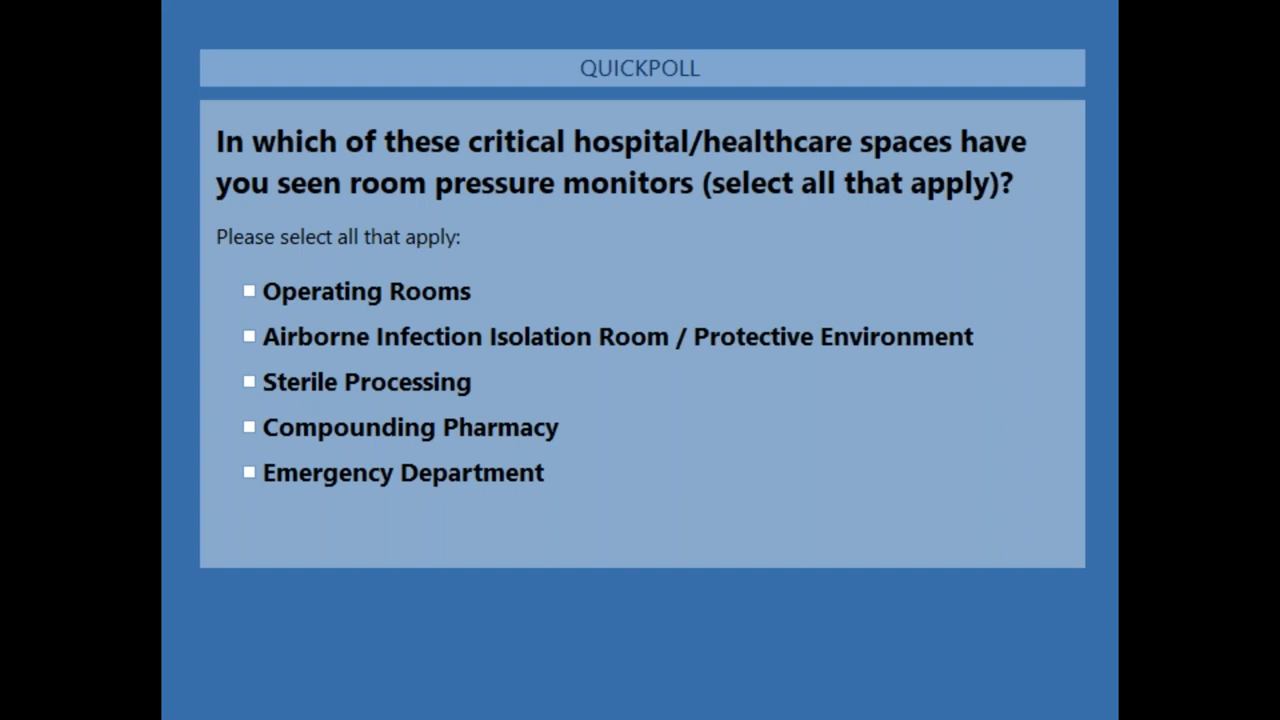 QUICKPOLL
In which of these critical hospital/healthcare spaces have
you seen room pressure monitors (select all that apply)?
Please select all that apply:
Operating Rooms
Airborne Infection Isolation Room / Protective Environment
Sterile Processing
Compounding Pharmacy
Emergency Department